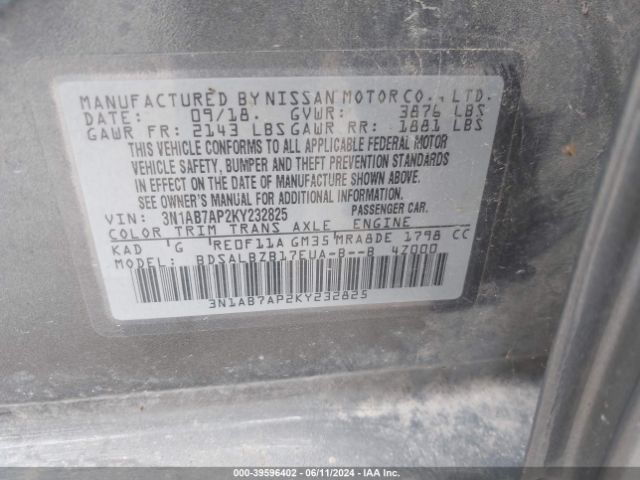 MANUFACTURED BY NISSAN MOTOR CO., LTD.
DATE: 09/18. GVWR: 3876 LBS
GAWR FR: 2143 LBS GAWR RR: 1881 LBS
THIS VEHICLE CONFORMS TO ALL APPLICABLE FEDERAL MOTOR
VEHICLE SAFETY, BUMPER AND THEFT PREVENTION STANDARDS
IN EFFECT ON THE DATE OF MANUFACTURE SHOWN ABOVE.
SEE OWNER'S MANUAL FOR ADDITIONAL INFORMATION.
VIN: 3N1AB7AP2KY232825 PASSENGER CAR.
COLOR TRIM TRANS AXLE ENGINE
KAD G RE0F11A GM35 MRA8DE 1798 CC
MODEL: BDSALBZB17EUA-B--B 4Z000
3N1AB7AP2KY232825
000-39596402 - 06/11/2024 - IAA Inc.